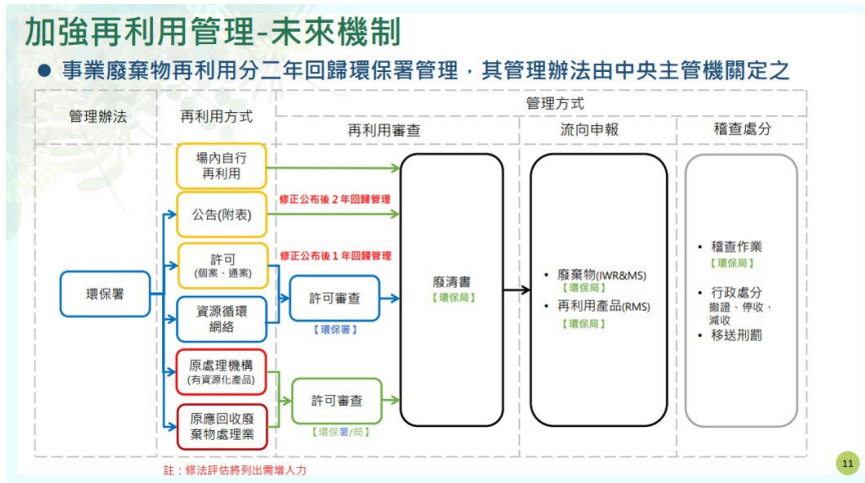 加強再利用管理-未來機制
● 事業廢棄物再利用分二年回歸環保署管理，其管理辦法由中央主管機關定之
管理辦法
再利用方式
管理方式
再利用審查
流向申報
稽查處分
場內自行
再利用
公告(附表)
修正公布後２年回歸管理
許可
(個案、通案)
修正公布後１年回歸管理
環保署
資源循環
網絡
許可審查
【環保署】
原處理機構
(有資源化產品)
原應回收廢
棄物處理業
許可審查
【環保署/局】
廢清書
【環保局】
• 廢棄物(IWR&MS)
【環保局】
• 再利用產品(RMS)
【環保局】
• 稽查作業
【環保局】
• 行政處分
撤證、停收、
減收
• 移送刑罰
註：修法評估將列出需增人力
11